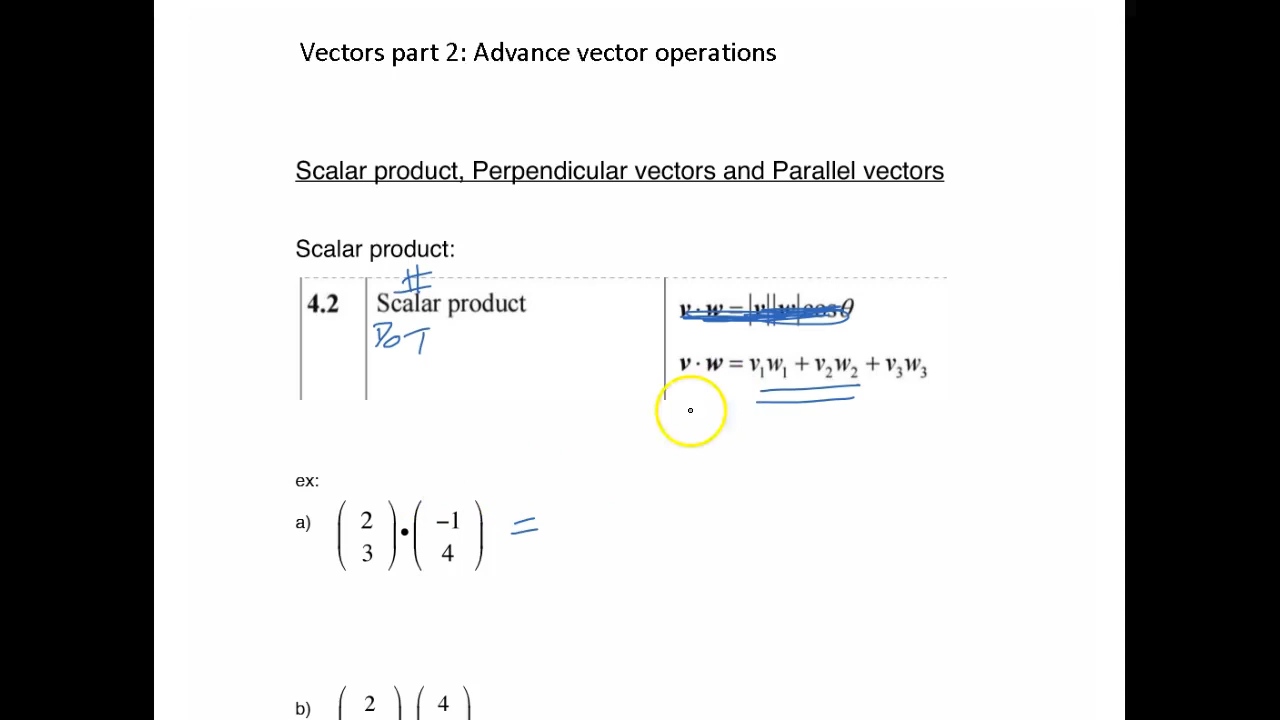 Vectors part 2: Advance vector operations
Scalar product, Perpendicular vectors and Parallel vectors
Scalar product:
#
4.2 Scalar product v · w = |v||w|cos θ
DOT
v · w = v₁w₁ + v₂w₂ + v₃w₃
ex:
a) ( 2 3 ) • ( −1 4 ) =
b) ( 2 ) ( 4 )